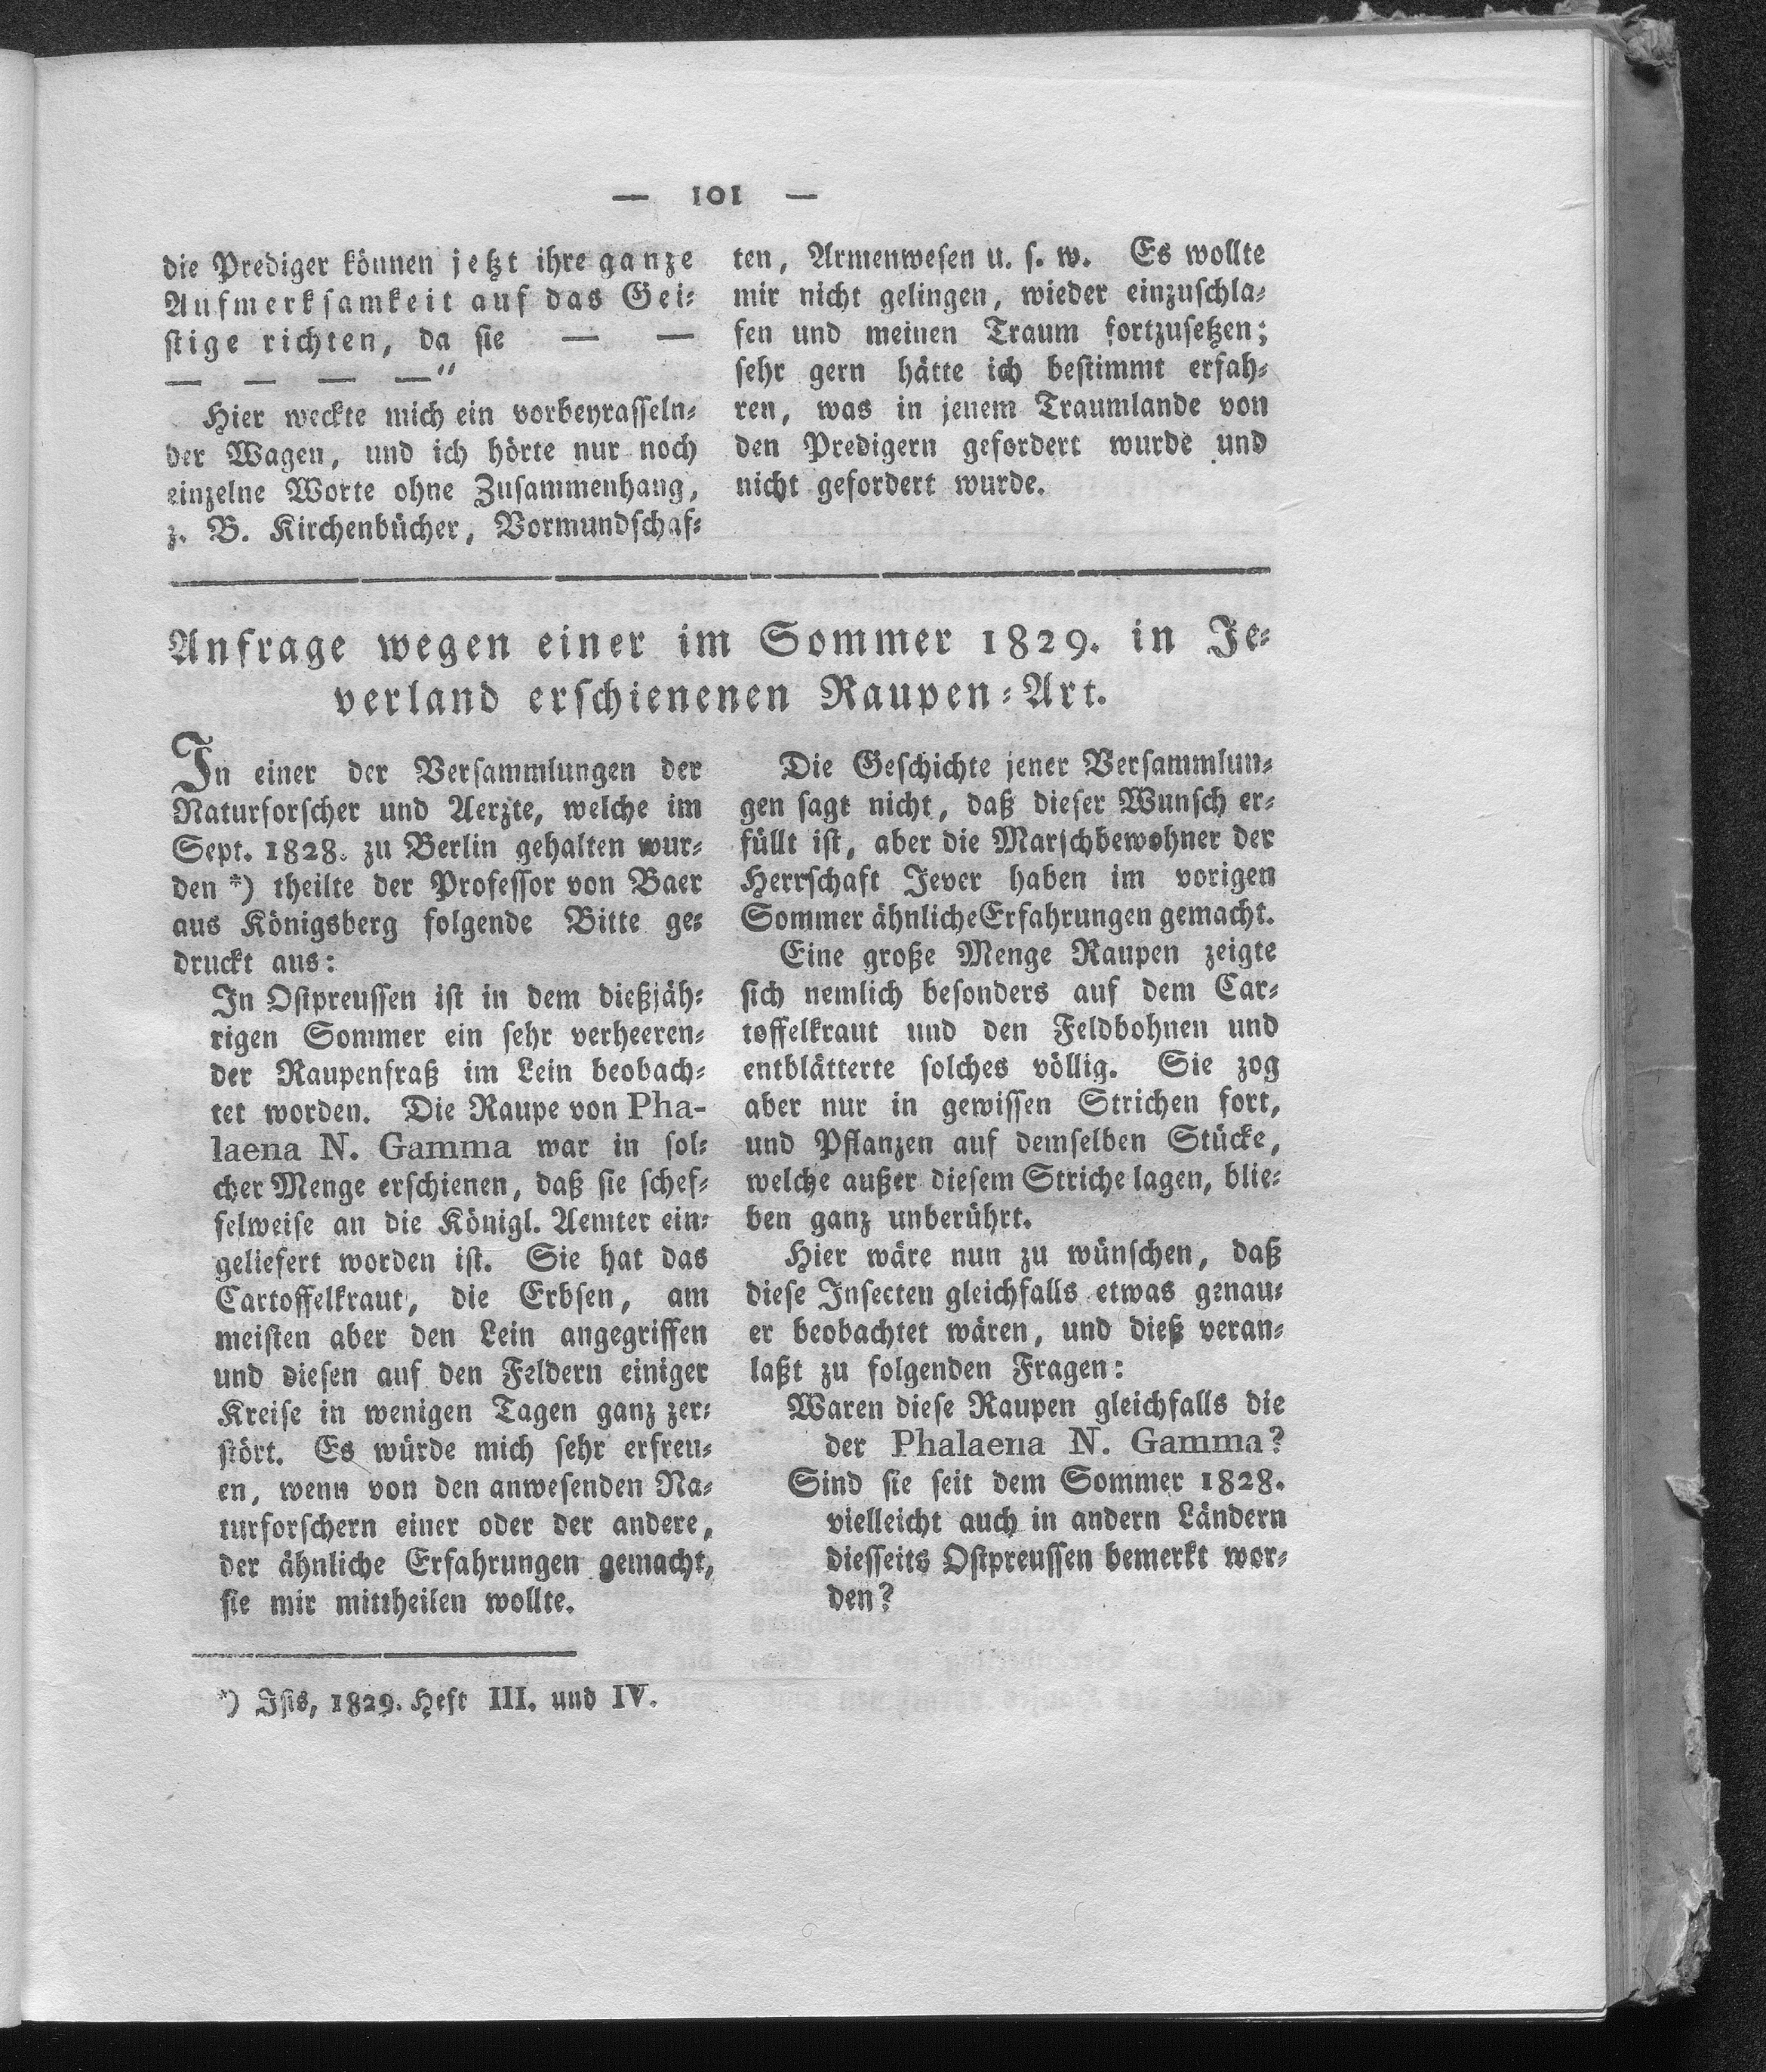 — 101 —
die Prediger können jetzt ihre ganze
Aufmerksamkeit auf das Gei-
stige richten, da sie — —
— — — —“
Hier weckte mich ein vorbeyrasseln-
der Wagen, und ich hörte nur noch
einzelne Worte ohne Zusammenhang,
z. B. Kirchenbücher, Vormundschaf-
ten, Armenwesen u. s. w. Es wollte
mir nicht gelingen, wieder einzuschla-
fen und meinen Traum fortzusetzen;
sehr gern hätte ich bestimmt erfah-
ren, was in jenem Traumlande von
den Predigern gefordert wurde und
nicht gefordert wurde.
Anfrage wegen einer im Sommer 1829. in Je-
verland erschienenen Raupen-Art.
In einer der Versammlungen der
Naturforscher und Aerzte, welche im
Sept. 1828. zu Berlin gehalten wur-
den *) theilte der Professor von Baer
aus Königsberg folgende Bitte ge-
druckt aus:
In Ostpreussen ist in dem dießjäh-
rigen Sommer ein sehr verheeren-
der Raupenfraß im Lein beobach-
tet worden. Die Raupe von Pha-
laena N. Gamma war in sol-
cher Menge erschienen, daß sie schef-
felweise an die Königl. Aemter ein-
geliefert worden ist. Sie hat das
Cartoffelkraut, die Erbsen, am
meisten aber den Lein angegriffen
und diesen auf den Feldern einiger
Kreise in wenigen Tagen ganz zer-
stört. Es würde mich sehr erfreu-
en, wenn von den anwesenden Na-
turforschern einer oder der andere,
der ähnliche Erfahrungen gemacht,
sie mir mittheilen wollte.
*) Isis, 1829. Heft III. und IV.
Die Geschichte jener Versammlun-
gen sagt nicht, daß dieser Wunsch er-
füllt ist, aber die Marschbewohner der
Herrschaft Jever haben im vorigen
Sommer ähnliche Erfahrungen gemacht.
Eine große Menge Raupen zeigte
sich nemlich besonders auf dem Car-
toffelkraut und den Feldbohnen und
entblätterte solches völlig. Sie zog
aber nur in gewissen Strichen fort,
und Pflanzen auf demselben Stücke,
welche außer diesem Striche lagen, blie-
ben ganz unberührt.
Hier wäre nun zu wünschen, daß
diese Insecten gleichfalls etwas genau-
er beobachtet wären, und dieß veran-
laßt zu folgenden Fragen:
Waren diese Raupen gleichfalls die
der Phalaena N. Gamma?
Sind sie seit dem Sommer 1828.
vielleicht auch in andern Ländern
diesseits Ostpreussen bemerkt wor-
den?